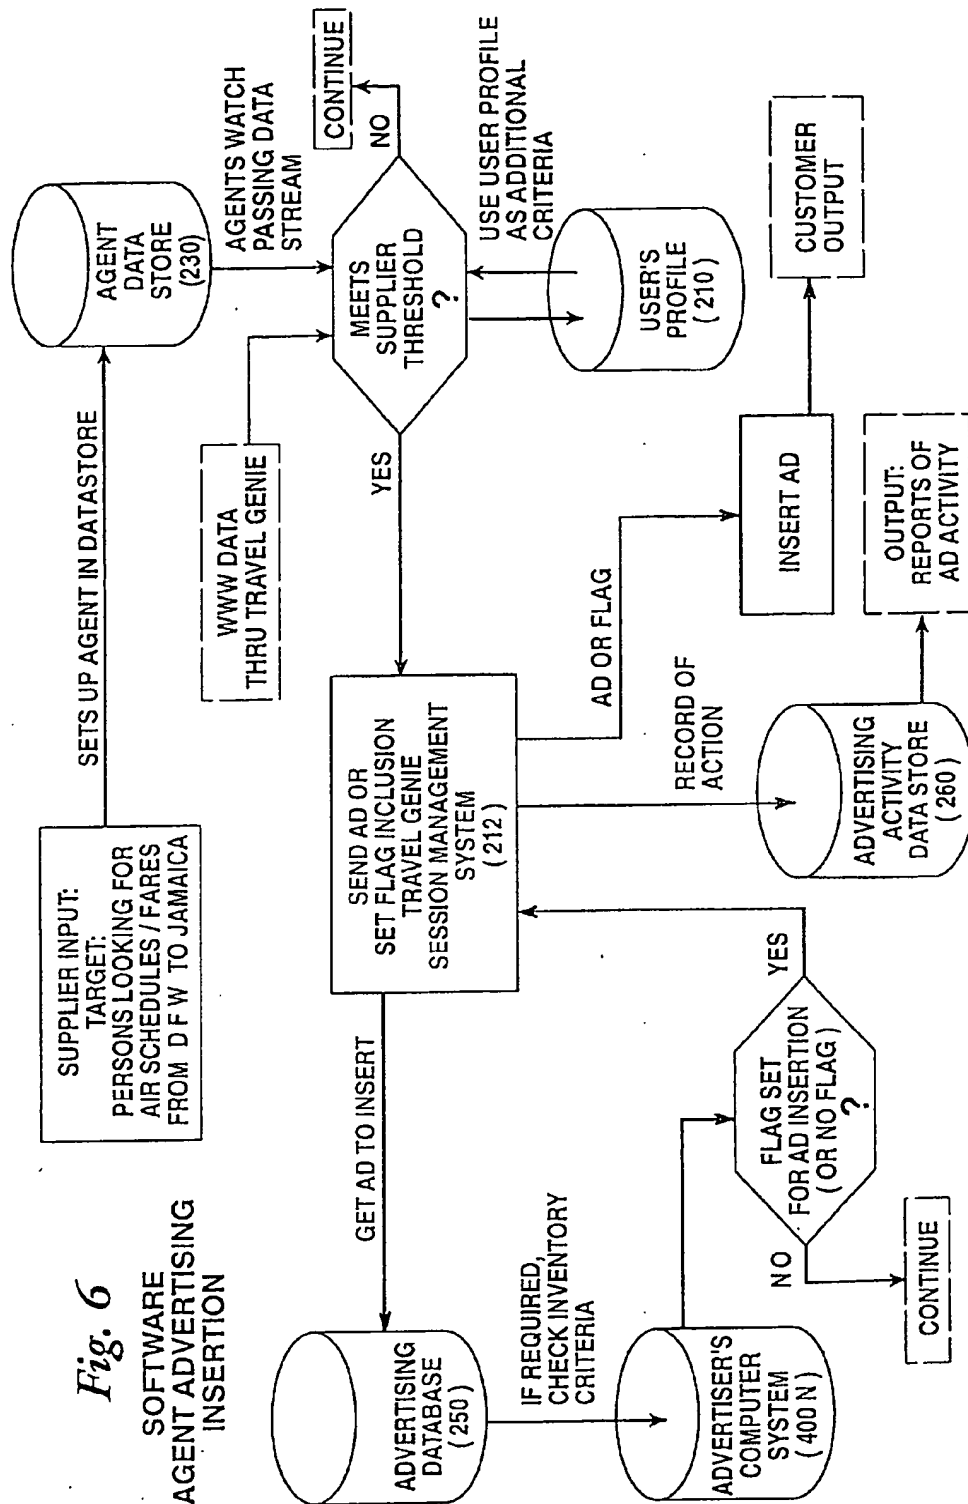 Fig. 6
SOFTWARE
AGENT ADVERTISING
INSERTION
SUPPLIER INPUT:
TARGET:
PERSONS LOOKING FOR
AIR SCHEDULES / FARES
FROM DFW TO JAMAICA
SETS UP AGENT IN DATASTORE
AGENT
DATA
STORE
(230)
AGENTS WATCH
PASSING DATA
STREAM
WWW DATA
THRU TRAVEL GENIE
MEETS
SUPPLIER
THRESHOLD
?
NO
CONTINUE
YES
USE USER PROFILE
AS ADDITIONAL
CRITERIA
USER'S
PROFILE
(210)
SEND AD OR
SET FLAG INCLUSION
TRAVEL GENIE
SESSION MANAGEMENT
SYSTEM
(212)
GET AD TO INSERT
ADVERTISING
DATABASE
(250)
IF REQUIRED,
CHECK INVENTORY
CRITERIA
ADVERTISER'S
COMPUTER
SYSTEM
(400N)
FLAG SET
FOR AD INSERTION
(OR NO FLAG)
?
YES
NO
CONTINUE
RECORD OF
ACTION
ADVERTISING
ACTIVITY
DATA STORE
(260)
OUTPUT:
REPORTS OF
AD ACTIVITY
AD OR FLAG
INSERT AD
CUSTOMER
OUTPUT